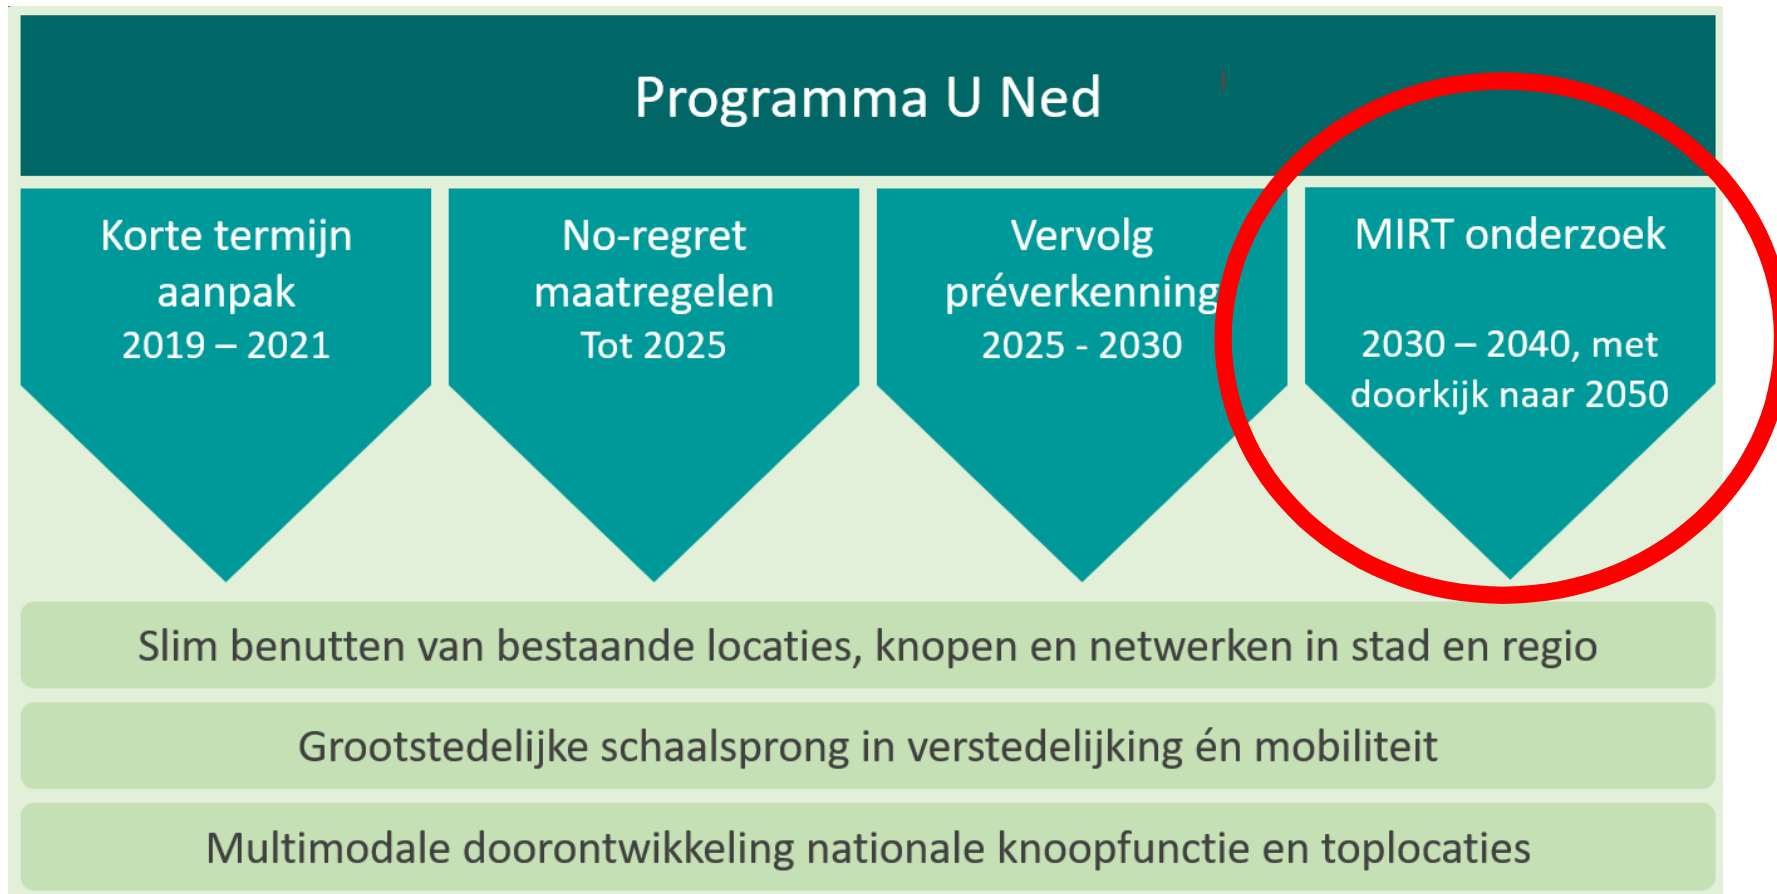 Programma U Ned
Korte termijn
aanpak
2019 – 2021
No-regret
maatregelen
Tot 2025
Vervolg
préverkenning
2025 - 2030
MIRT onderzoek
2030 – 2040, met
doorkijk naar 2050
Slim benutten van bestaande locaties, knopen en netwerken in stad en regio
Grootstedelijke schaalsprong in verstedelijking én mobiliteit
Multimodale doorontwikkeling nationale knoopfunctie en toplocaties